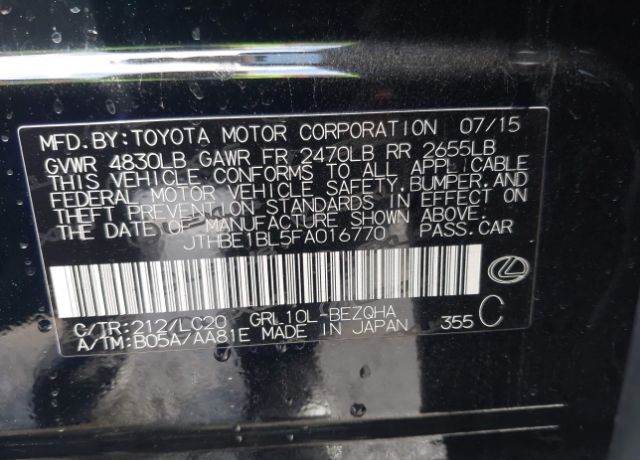 MFD.BY:TOYOTA MOTOR CORPORATION 07/15
GVWR 4830LB GAWR FR 2470LB RR 2655LB
THIS VEHICLE CONFORMS TO ALL APPLICABLE
FEDERAL MOTOR VEHICLE SAFETY,BUMPER,AND
THEFT PREVENTION STANDARDS IN EFFECT ON
THE DATE OF MANUFACTURE SHOWN ABOVE.
JTHBE1BL5FA016770 PASS.CAR
C/TR:212/LC20 GRL10L-BEZQHA
A/TM:B05A/AA81E MADE IN JAPAN 355 C